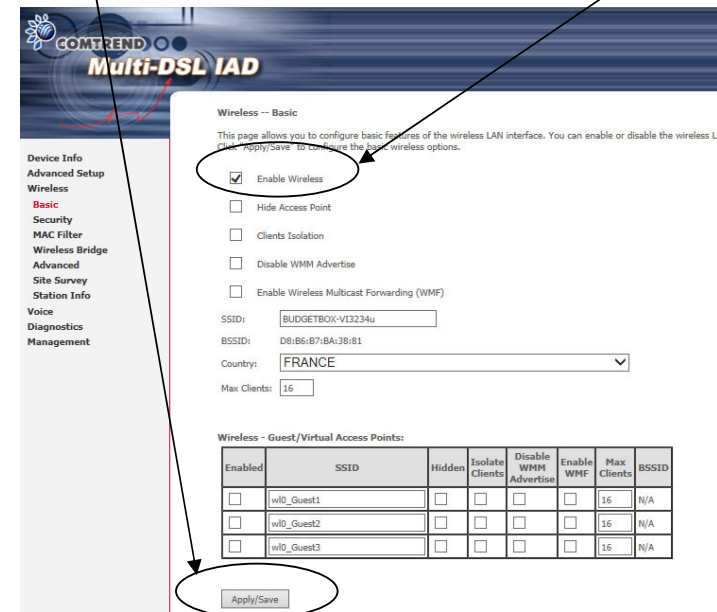 COMTREND
Multi-DSL IAD
Wireless -- Basic
This page allows you to configure basic features of the wireless LAN interface. You can enable or disable the wireless L
Click "Apply/Save" to configure the basic wireless options.
Device Info
Advanced Setup
Wireless
Basic
Security
MAC Filter
Wireless Bridge
Advanced
Site Survey
Station Info
Voice
Diagnostics
Management
Enable Wireless
Hide Access Point
Clients Isolation
Disable WMM Advertise
Enable Wireless Multicast Forwarding (WMF)
SSID: BUDGETBOX-VI3234u
BSSID: D8:B6:B7:BA:38:81
Country: FRANCE
Max Clients: 16
Wireless - Guest/Virtual Access Points:
Enabled SSID Hidden Isolate Clients Disable WMM Advertise Enable WMF Max Clients BSSID
wl0_Guest1 16 N/A
wl0_Guest2 16 N/A
wl0_Guest3 16 N/A
Apply/Save